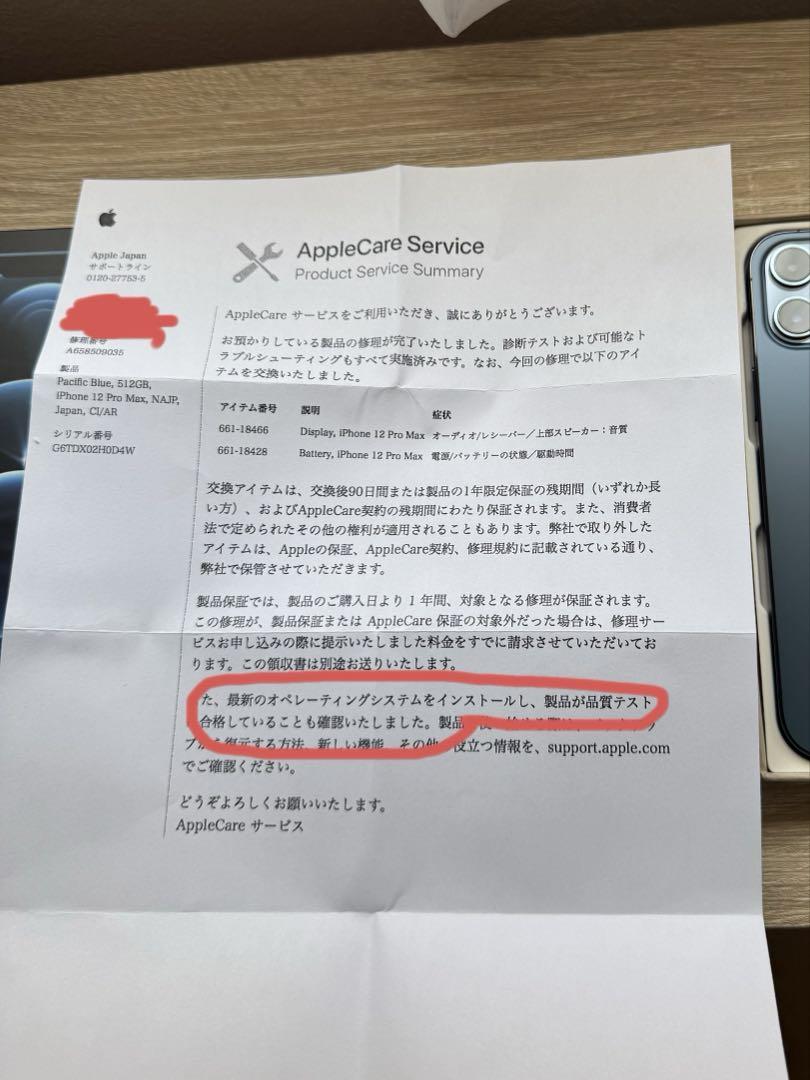 AppleCare Service
Product Service Summary
Apple Japan
サポートライン
0120-27753-5
修理番号
A658509035
製品
Pacific Blue, 512GB,
iPhone 12 Pro Max, NAJP,
Japan, CI/AR
シリアル番号
G6TDX02H0D4W
AppleCare サービスをご利用いただき、誠にありがとうございます。
お預かりしている製品の修理が完了いたしました。診断テストおよび可能なト
ラブルシューティングもすべて実施済みです。なお、今回の修理で以下のアイ
テムを交換いたしました。
アイテム番号 説明 症状
661-18466 Display, iPhone 12 Pro Max オーディオ/レシーバー／上部スピーカー：音質
661-18428 Battery, iPhone 12 Pro Max 電源/バッテリーの状態／駆動時間
交換アイテムは、交換後90日間または製品の1年限定保証の残期間（いずれか長
い方）、およびAppleCare契約の残期間にわたり保証されます。また、消費者
法で定められたその他の権利が適用されることもあります。弊社で取り外した
アイテムは、Appleの保証、AppleCare契約、修理規約に記載されている通り、
弊社で保管させていただきます。
製品保証では、製品のご購入日より 1 年間、対象となる修理が保証されます。
この修理が、製品保証または AppleCare 保証の対象外だった場合は、修理サー
ビスお申し込みの際に提示いたしました料金をすでに請求させていただいてお
ります。この領収書は別途お送りいたします。
た、最新のオペレーティングシステムをインストールし、製品が品質テスト
合格していることも確認いたしました。製品
復元する方法、新しい機能、その他 役立つ情報を、support.apple.com
でご確認ください。
どうぞよろしくお願いいたします。
AppleCare サービス